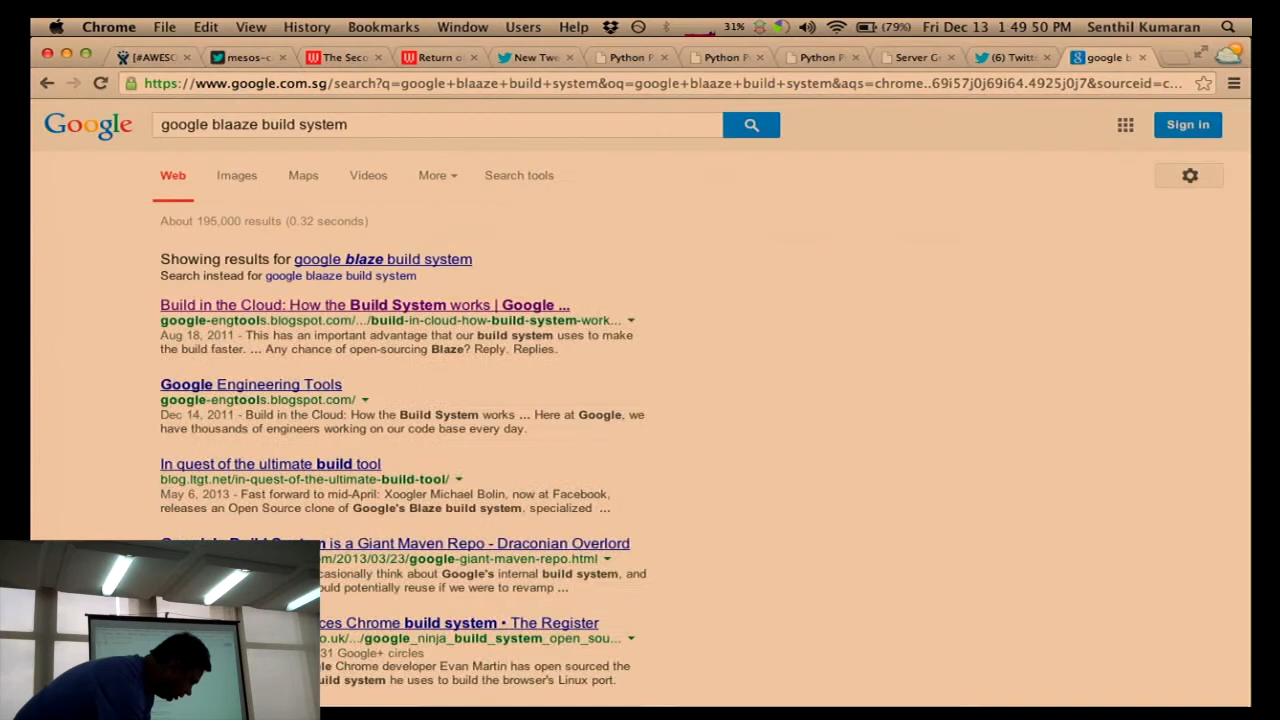 Chrome File Edit View History Bookmarks Window Users Help 31% (79%) Fri Dec 13 1:49:50 PM Senthil Kumaran
[#AWESC mesos-c The Seco Return o New Twe Python P Python P Python P Server G (6) Twitt google b
https://www.google.com.sg/search?q=google+blaaze+build+system&oq=google+blaaze+build+system&aqs=chrome..69i57j0j69i64.4925j0j7&sourceid=c...
Google google blaaze build system Sign in
Web Images Maps Videos More Search tools
About 195,000 results (0.32 seconds)
Showing results for google blaze build system
Search instead for google blaaze build system
Build in the Cloud: How the Build System works | Google ...
google-engtools.blogspot.com/.../build-in-cloud-how-build-system-work...
Aug 18, 2011 - This has an important advantage that our build system uses to make
the build faster. ... Any chance of open-sourcing Blaze? Reply. Replies.
Google Engineering Tools
google-engtools.blogspot.com/
Dec 14, 2011 - Build in the Cloud: How the Build System works ... Here at Google, we
have thousands of engineers working on our code base every day.
In quest of the ultimate build tool
blog.ltgt.net/in-quest-of-the-ultimate-build-tool/
May 6, 2013 - Fast forward to mid-April: Xoogler Michael Bolin, now at Facebook,
releases an Open Source clone of Google's Blaze build system, specialized ...
is a Giant Maven Repo - Draconian Overlord
m/2013/03/23/google-giant-maven-repo.html
casionally think about Google's internal build system, and
ould potentially reuse if we were to revamp ...
ces Chrome build system • The Register
o.uk/.../google_ninja_build_system_open_sou...
31 Google+ circles
le Chrome developer Evan Martin has open sourced the
uild system he uses to build the browser's Linux port.